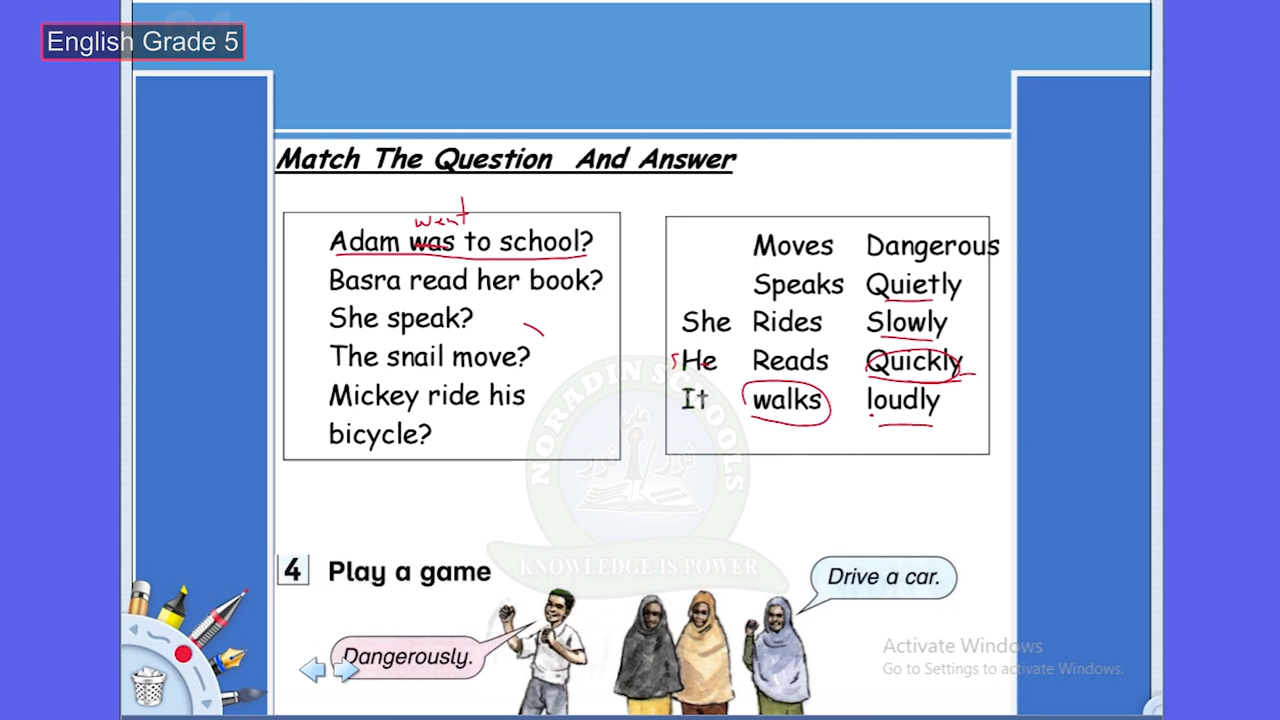 English Grade 5
Match The Question And Answer
went
Adam was to school?
Basra read her book?
She speak?
The snail move?
Mickey ride his
bicycle?
Moves Dangerous
Speaks Quietly
She Rides Slowly
He Reads Quickly
It walks loudly
NORADIN SCHOOLS
KNOWLEDGE IS POWER
4 Play a game
Drive a car.
Dangerously.
Activate Windows
Go to Settings to activate Windows.